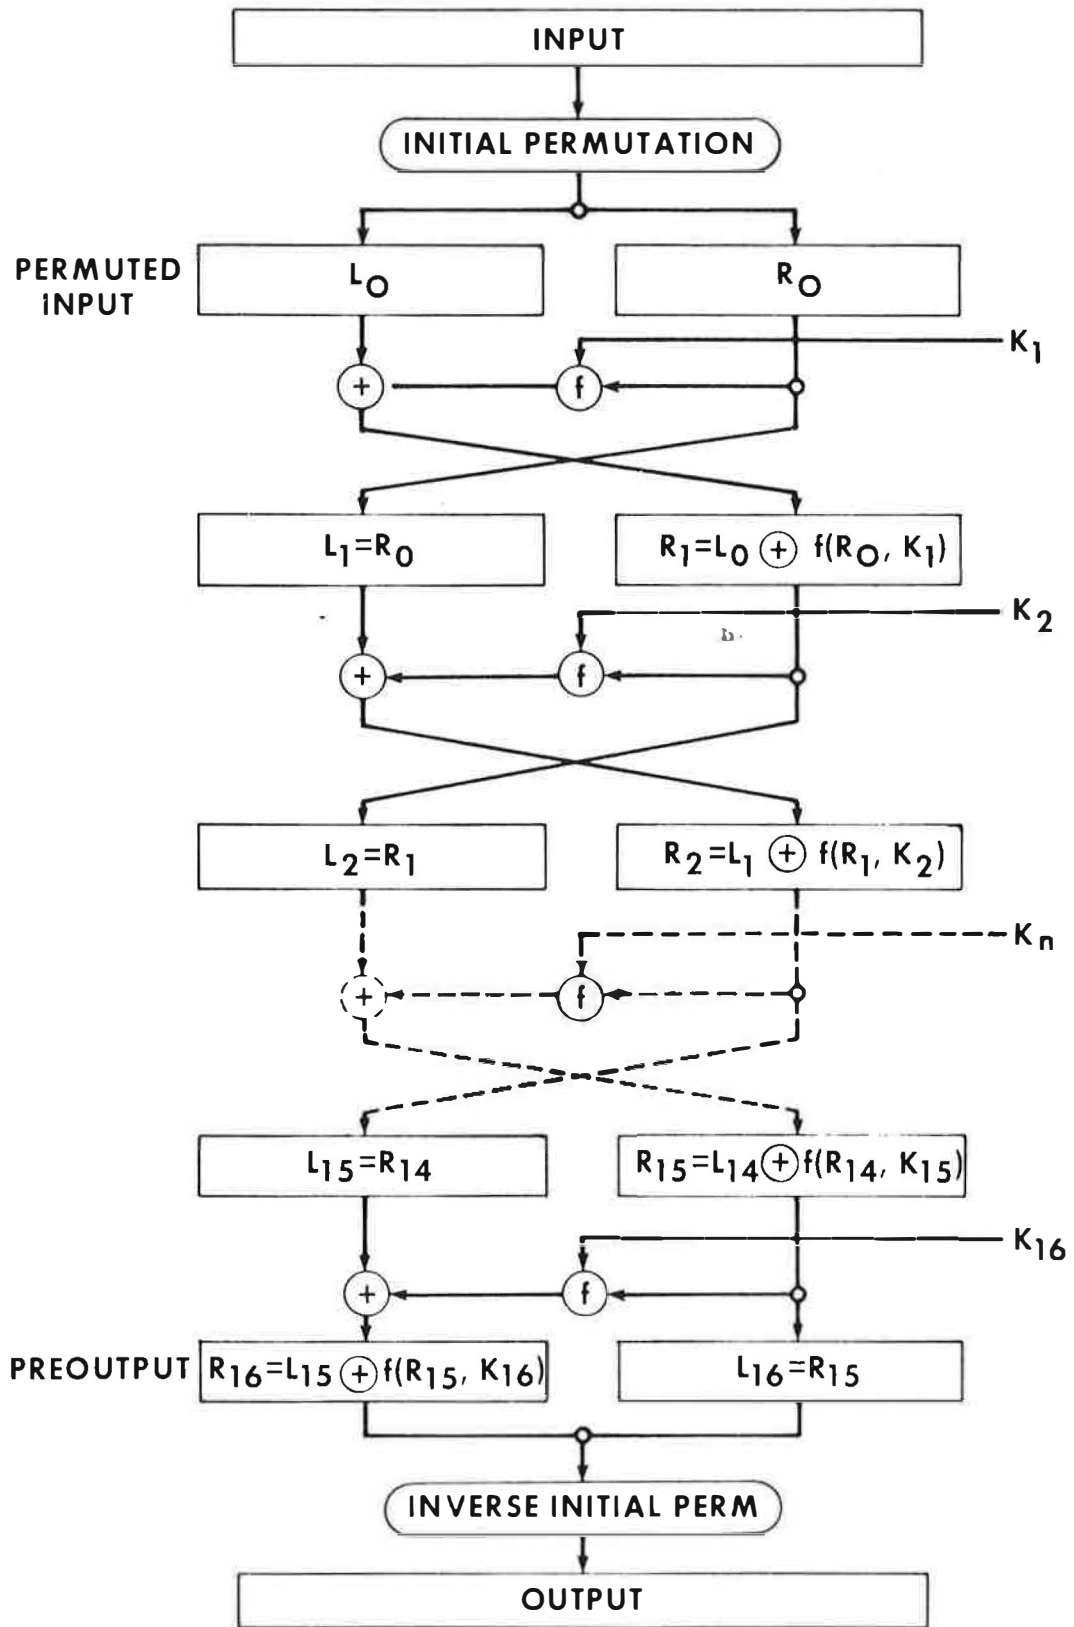 INPUT
INITIAL PERMUTATION
PERMUTED
INPUT
L0
R0
K1
+
f
L1=R0
R1=L0 ⊕ f(R0, K1)
K2
+
f
L2=R1
R2=L1 ⊕ f(R1, K2)
Kn
+
f
L15=R14
R15=L14 ⊕ f(R14, K15)
K16
+
f
PREOUTPUT
R16=L15 ⊕ f(R15, K16)
L16=R15
INVERSE INITIAL PERM
OUTPUT